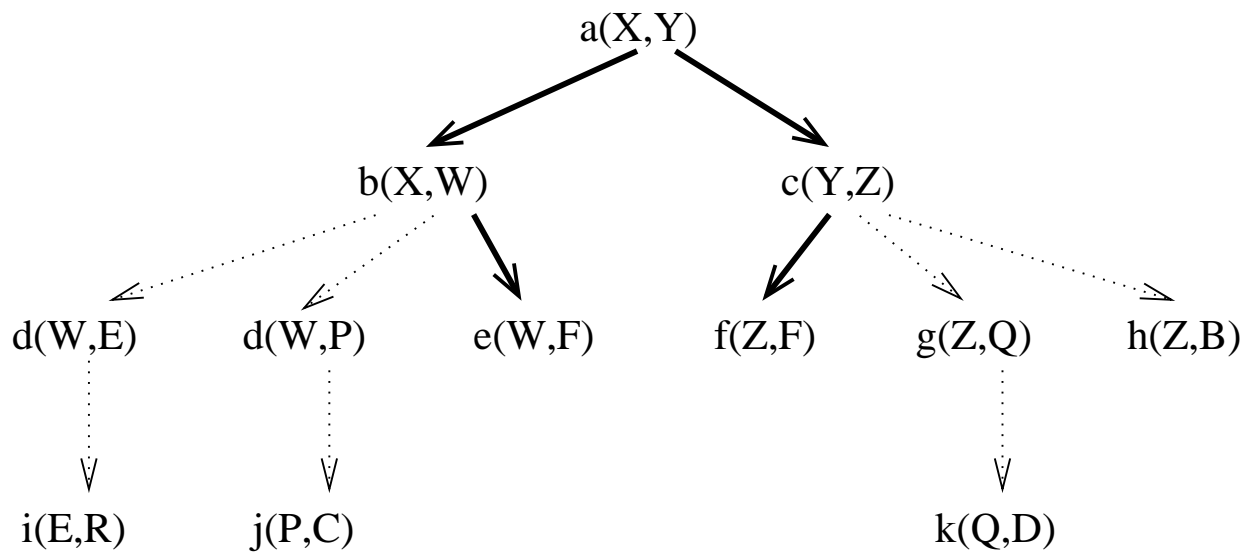 a(X,Y)
b(X,W) c(Y,Z)
d(W,E) d(W,P) e(W,F) f(Z,F) g(Z,Q) h(Z,B)
i(E,R) j(P,C) k(Q,D)